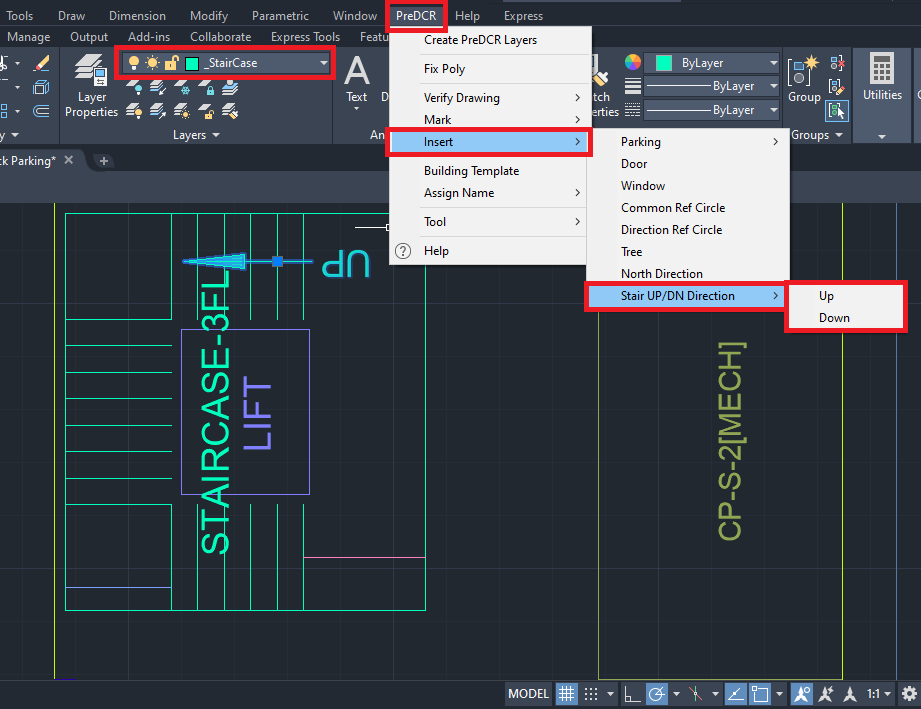 Tools Draw Dimension Modify Parametric Window PreDCR Help Express
Manage Output Add-ins Collaborate Express Tools Featu
_StairCase
Layer
Properties
Layers
Text
D
An
tch
erties
ByLayer
ByLayer
ByLayer
Group
Groups
Utilities
y
ck Parking*
Create PreDCR Layers
Fix Poly
Verify Drawing
Mark
Insert
Building Template
Assign Name
Tool
Help
Parking
Door
Window
Common Ref Circle
Direction Ref Circle
Tree
North Direction
Stair UP/DN Direction
Up
Down
UP
STAIRCASE-3FL
LIFT
CP-S-2[MECH]
MODEL 1:1